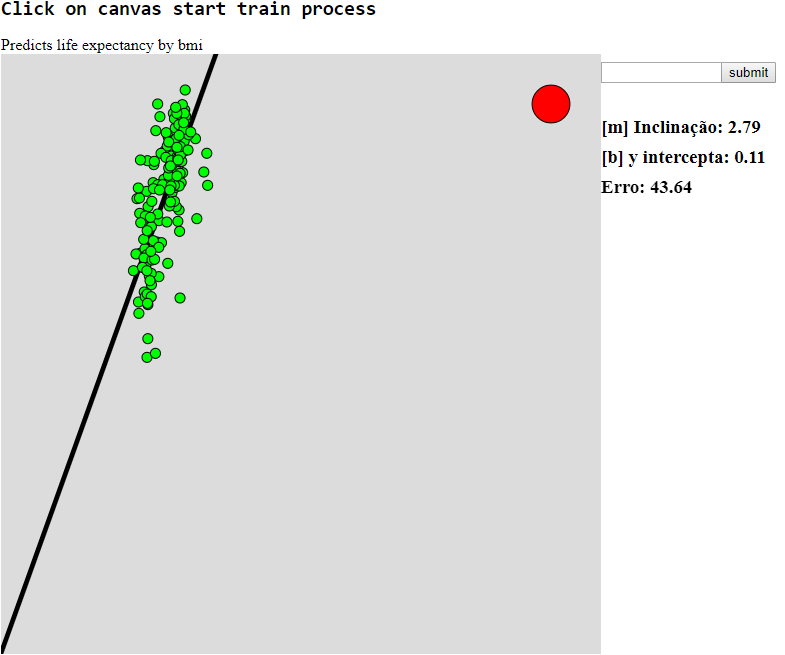 Click on canvas start train process
Predicts life expectancy by bmi
submit
[m] Inclinação: 2.79
[b] y intercepta: 0.11
Erro: 43.64